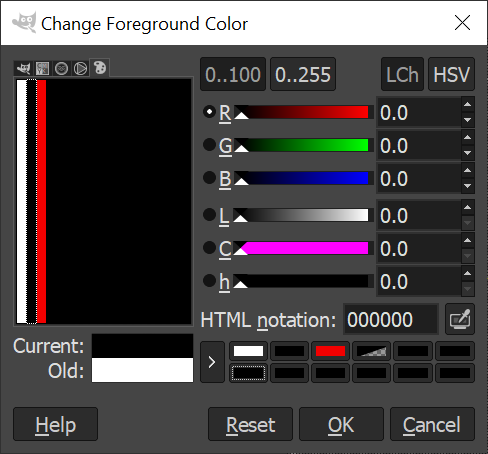 Change Foreground Color
0..100 0..255 LCh HSV
R 0.0
G 0.0
B 0.0
L 0.0
C 0.0
h 0.0
HTML notation: 000000
Current:
Old:
>
Help Reset OK Cancel